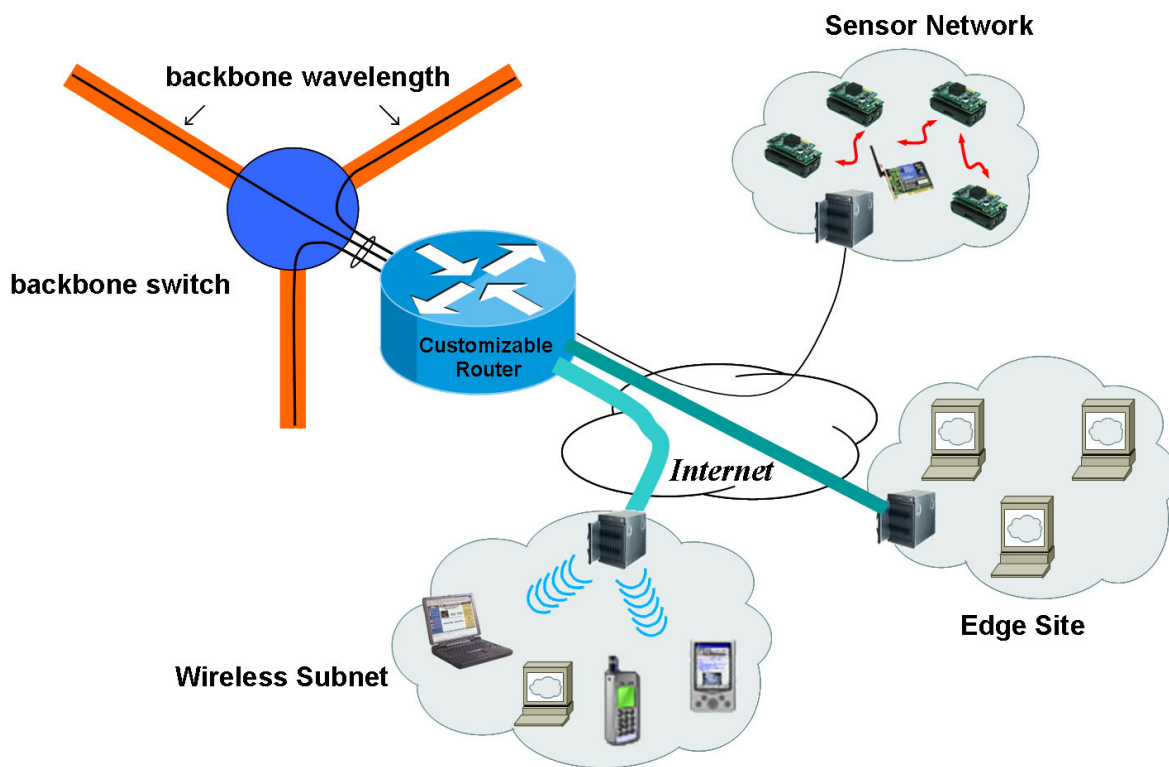 Sensor Network
backbone wavelength
backbone switch
Customizable
Router
Internet
Edge Site
Wireless Subnet